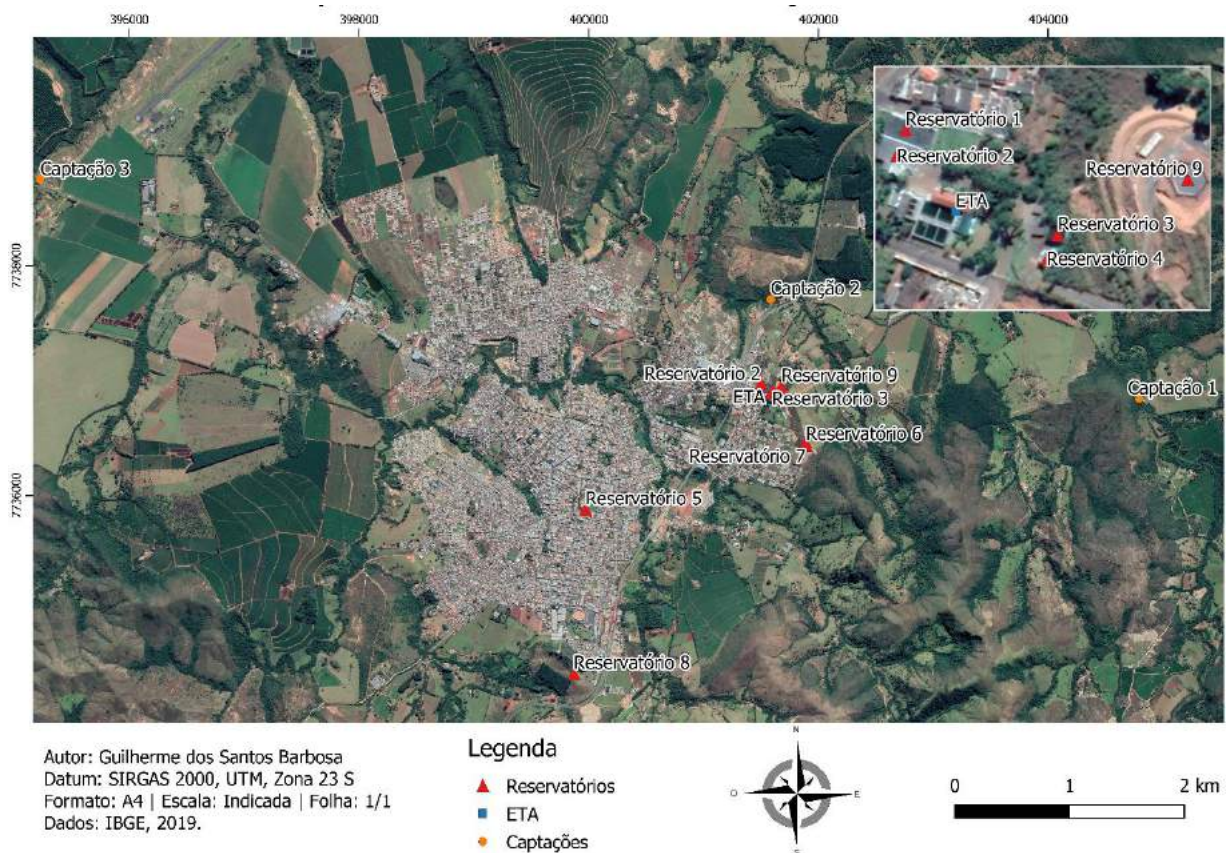 396000 398000 400000 402000 404000
Reservatório 1
Reservatório 2
Reservatório 9
ETA
Reservatório 3
Reservatório 4
Captação 3
7738000
Captação 2
Reservatório 2
Reservatório 9
ETA
Reservatório 3
Captação 1
Reservatório 6
Reservatório 7
7736000
Reservatório 5
Reservatório 8
Autor: Guilherme dos Santos Barbosa
Datum: SIRGAS 2000, UTM, Zona 23 S
Formato: A4 | Escala: Indicada | Folha: 1/1
Dados: IBGE, 2019.
Legenda
Reservatórios
ETA
Captações
N
O
E
S
0 1 2 km